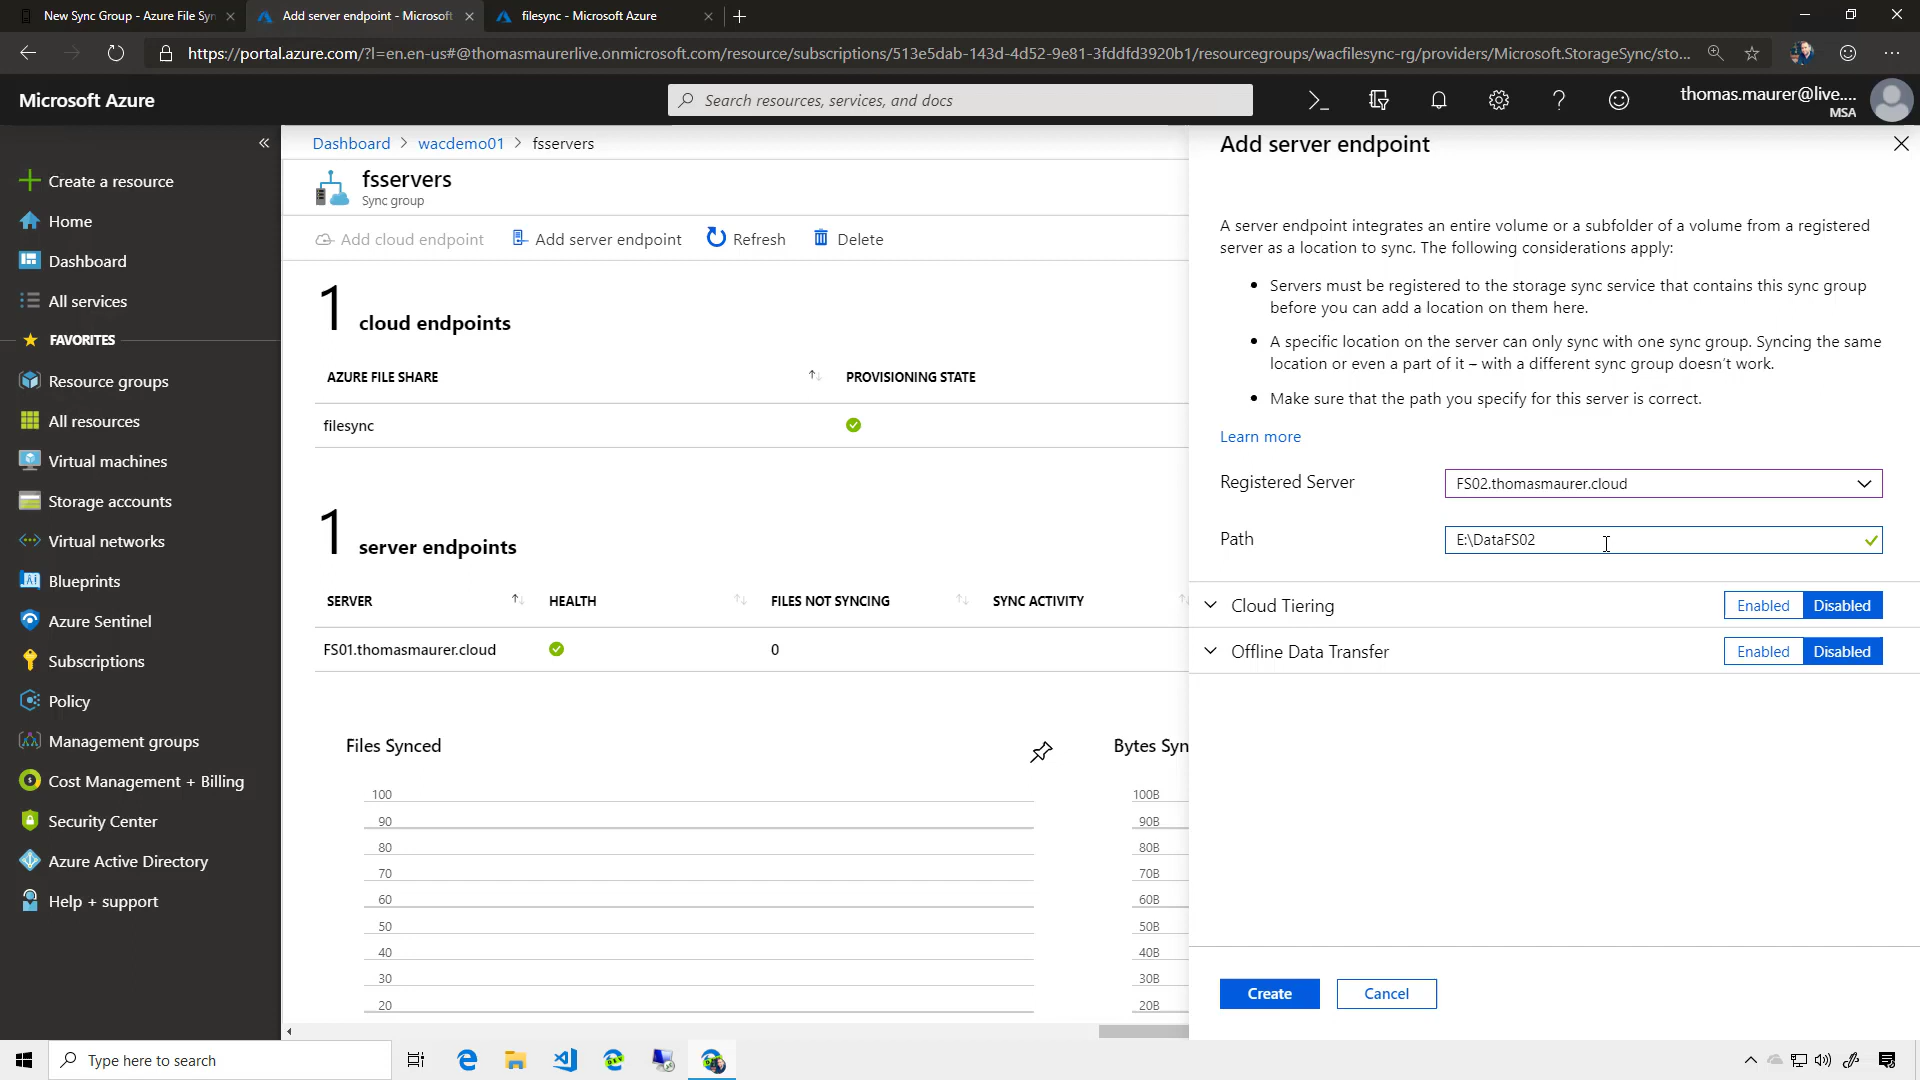 New Sync Group - Azure File Syn
Add server endpoint - Microsoft
filesync - Microsoft Azure
https://portal.azure.com/?l=en.en-us#@thomasmaurerlive.onmicrosoft.com/resource/subscriptions/513e5dab-143d-4d52-9e81-3fddfd3920b1/resourcegroups/wacfilesync-rg/providers/Microsoft.StorageSync/sto...
Microsoft Azure
Search resources, services, and docs
thomas.maurer@live....
MSA
Create a resource
Home
Dashboard
All services
FAVORITES
Resource groups
All resources
Virtual machines
Storage accounts
Virtual networks
Blueprints
Azure Sentinel
Subscriptions
Policy
Management groups
Cost Management + Billing
Security Center
Azure Active Directory
Help + support
Dashboard > wacdemo01 > fsservers
fsservers
Sync group
Add cloud endpoint
Add server endpoint
Refresh
Delete
1 cloud endpoints
AZURE FILE SHARE
PROVISIONING STATE
filesync
1 server endpoints
SERVER
HEALTH
FILES NOT SYNCING
SYNC ACTIVITY
FS01.thomasmaurer.cloud
0
Files Synced
100
90
80
70
60
50
40
30
20
Bytes Syn
100B
90B
80B
70B
60B
50B
40B
30B
20B
Add server endpoint
A server endpoint integrates an entire volume or a subfolder of a volume from a registered
server as a location to sync. The following considerations apply:
Servers must be registered to the storage sync service that contains this sync group
before you can add a location on them here.
A specific location on the server can only sync with one sync group. Syncing the same
location or even a part of it – with a different sync group doesn't work.
Make sure that the path you specify for this server is correct.
Learn more
Registered Server
FS02.thomasmaurer.cloud
Path
E:\DataFS02
Cloud Tiering
Enabled
Disabled
Offline Data Transfer
Enabled
Disabled
Create
Cancel
Type here to search